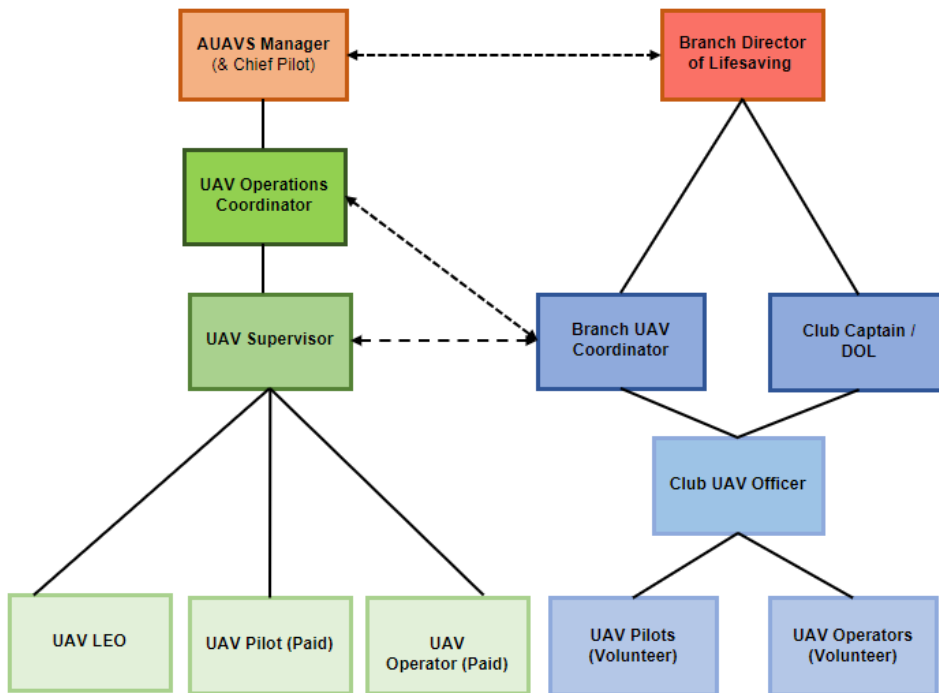 AUAVS Manager
(& Chief Pilot)
Branch Director
of Lifesaving
UAV Operations
Coordinator
UAV Supervisor
Branch UAV
Coordinator
Club Captain /
DOL
Club UAV Officer
UAV LEO
UAV Pilot (Paid)
UAV
Operator (Paid)
UAV Pilots
(Volunteer)
UAV Operators
(Volunteer)